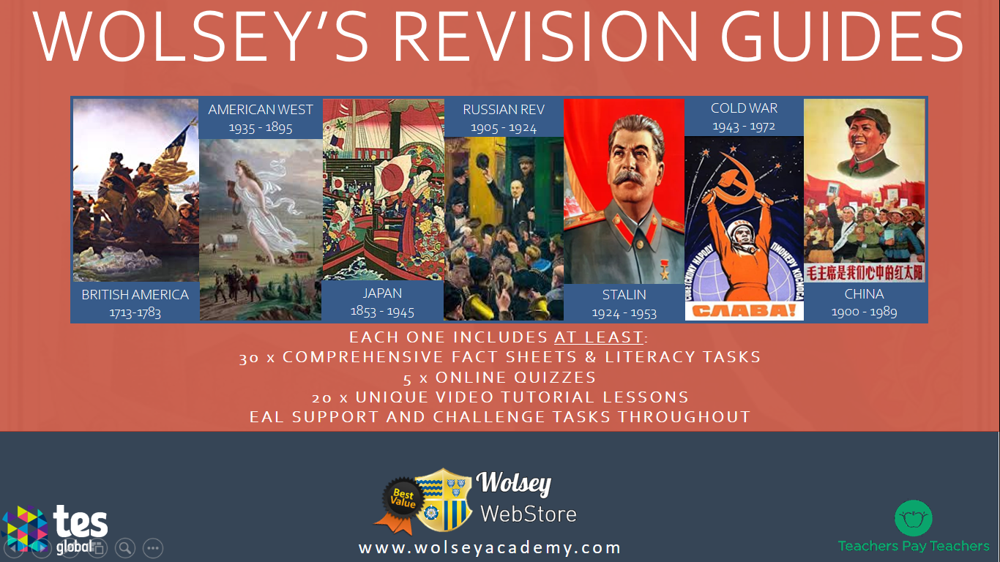 WOLSEY'S REVISION GUIDES
BRITISH AMERICA
1713-1783
AMERICAN WEST
1935 - 1895
JAPAN
1853 - 1945
RUSSIAN REV
1905 - 1924
STALIN
1924 - 1953
COLD WAR
1943 - 1972
СОВЕТСКОМУ НАРОДУ
ПИОНЕРУ КОСМОСА
СЛАВА!
毛主席是我们心中的红太阳
CHINA
1900 - 1989
EACH ONE INCLUDES AT LEAST:
30 x COMPREHENSIVE FACT SHEETS & LITERACY TASKS
5 x ONLINE QUIZZES
20 x UNIQUE VIDEO TUTORIAL LESSONS
EAL SUPPORT AND CHALLENGE TASKS THROUGHOUT
Best
Value
Wolsey
WebStore
www.wolseyacademy.com
tes
global
Teachers Pay Teachers